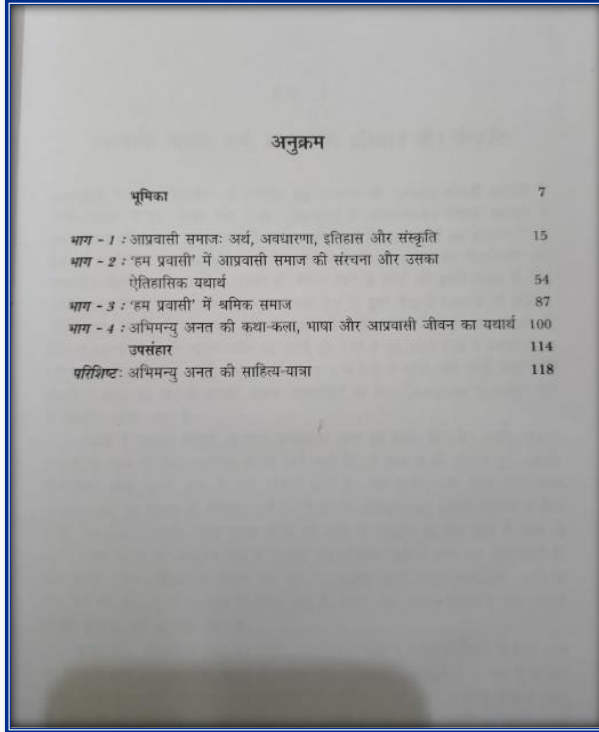 अनुक्रम
भूमिका 7
भाग - 1 : आप्रवासी समाजः अर्थ, अवधारणा, इतिहास और संस्कृति 15
भाग - 2 : ‘हम प्रवासी’ में आप्रवासी समाज की संरचना और उसका
ऐतिहासिक यथार्थ 54
भाग - 3 : ‘हम प्रवासी’ में श्रमिक समाज 87
भाग - 4 : अभिमन्यु अनत की कथा-कला, भाषा और आप्रवासी जीवन का यथार्थ 100
उपसंहार 114
परिशिष्टः अभिमन्यु अनत की साहित्य-यात्रा 118